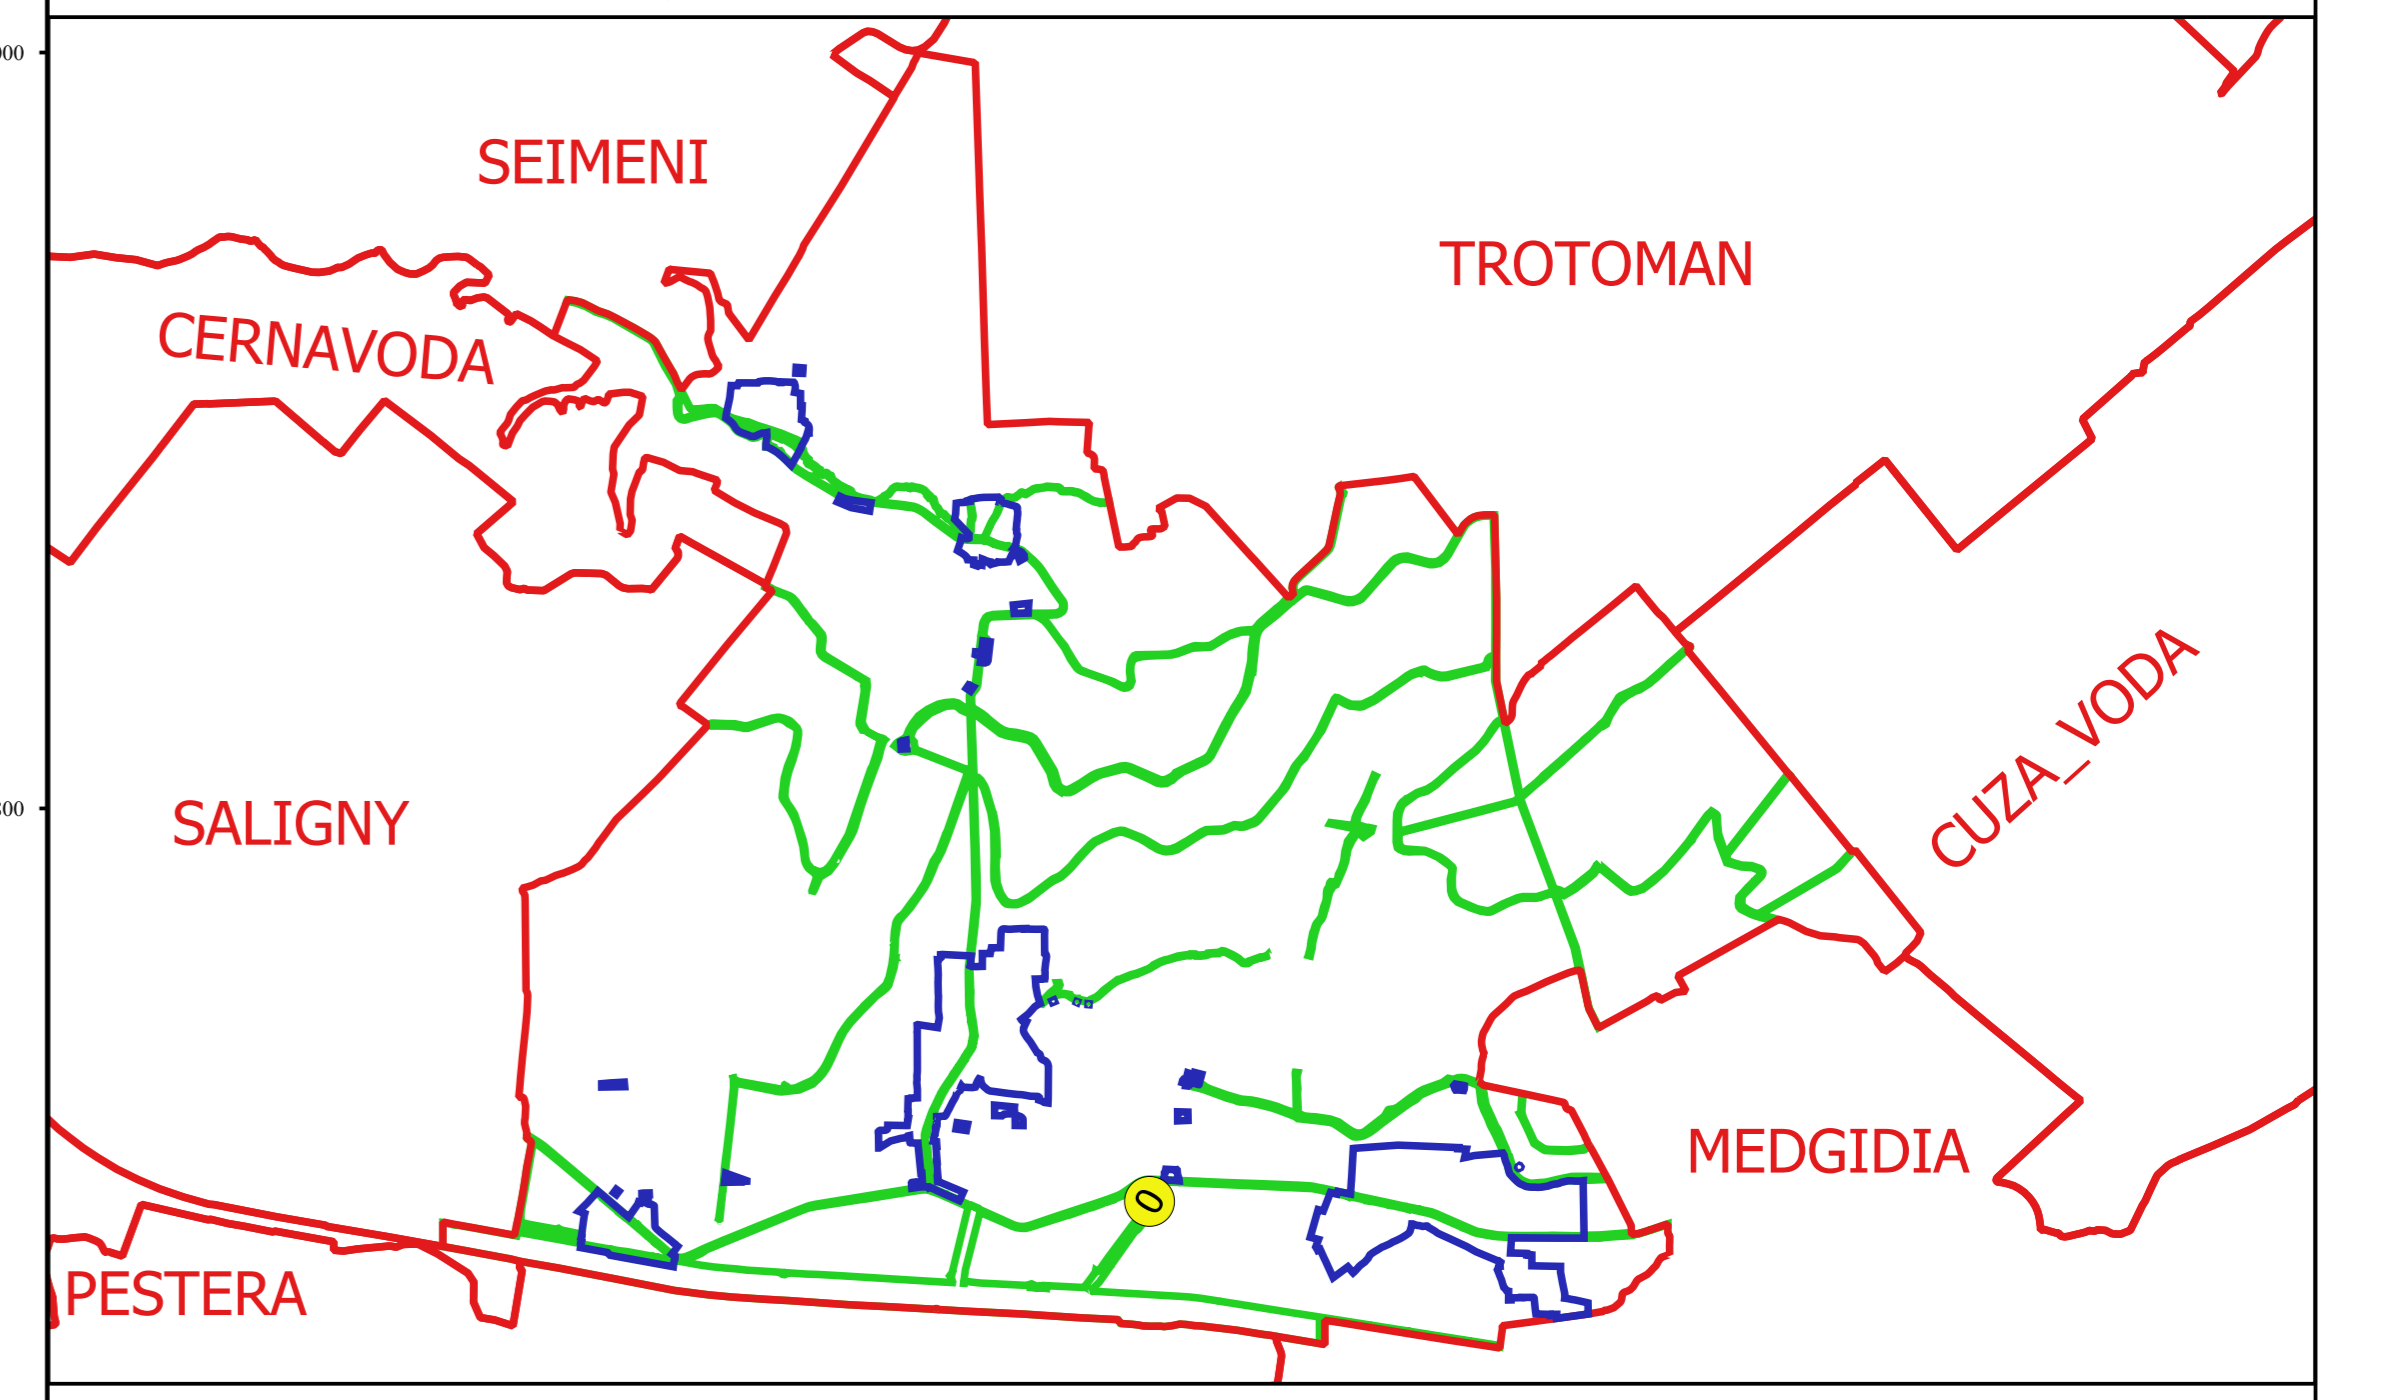 SEIMENI
TROTOMAN
CERNAVODA
CUZA_VODA
SALIGNY
MEDGIDIA
0
PESTERA